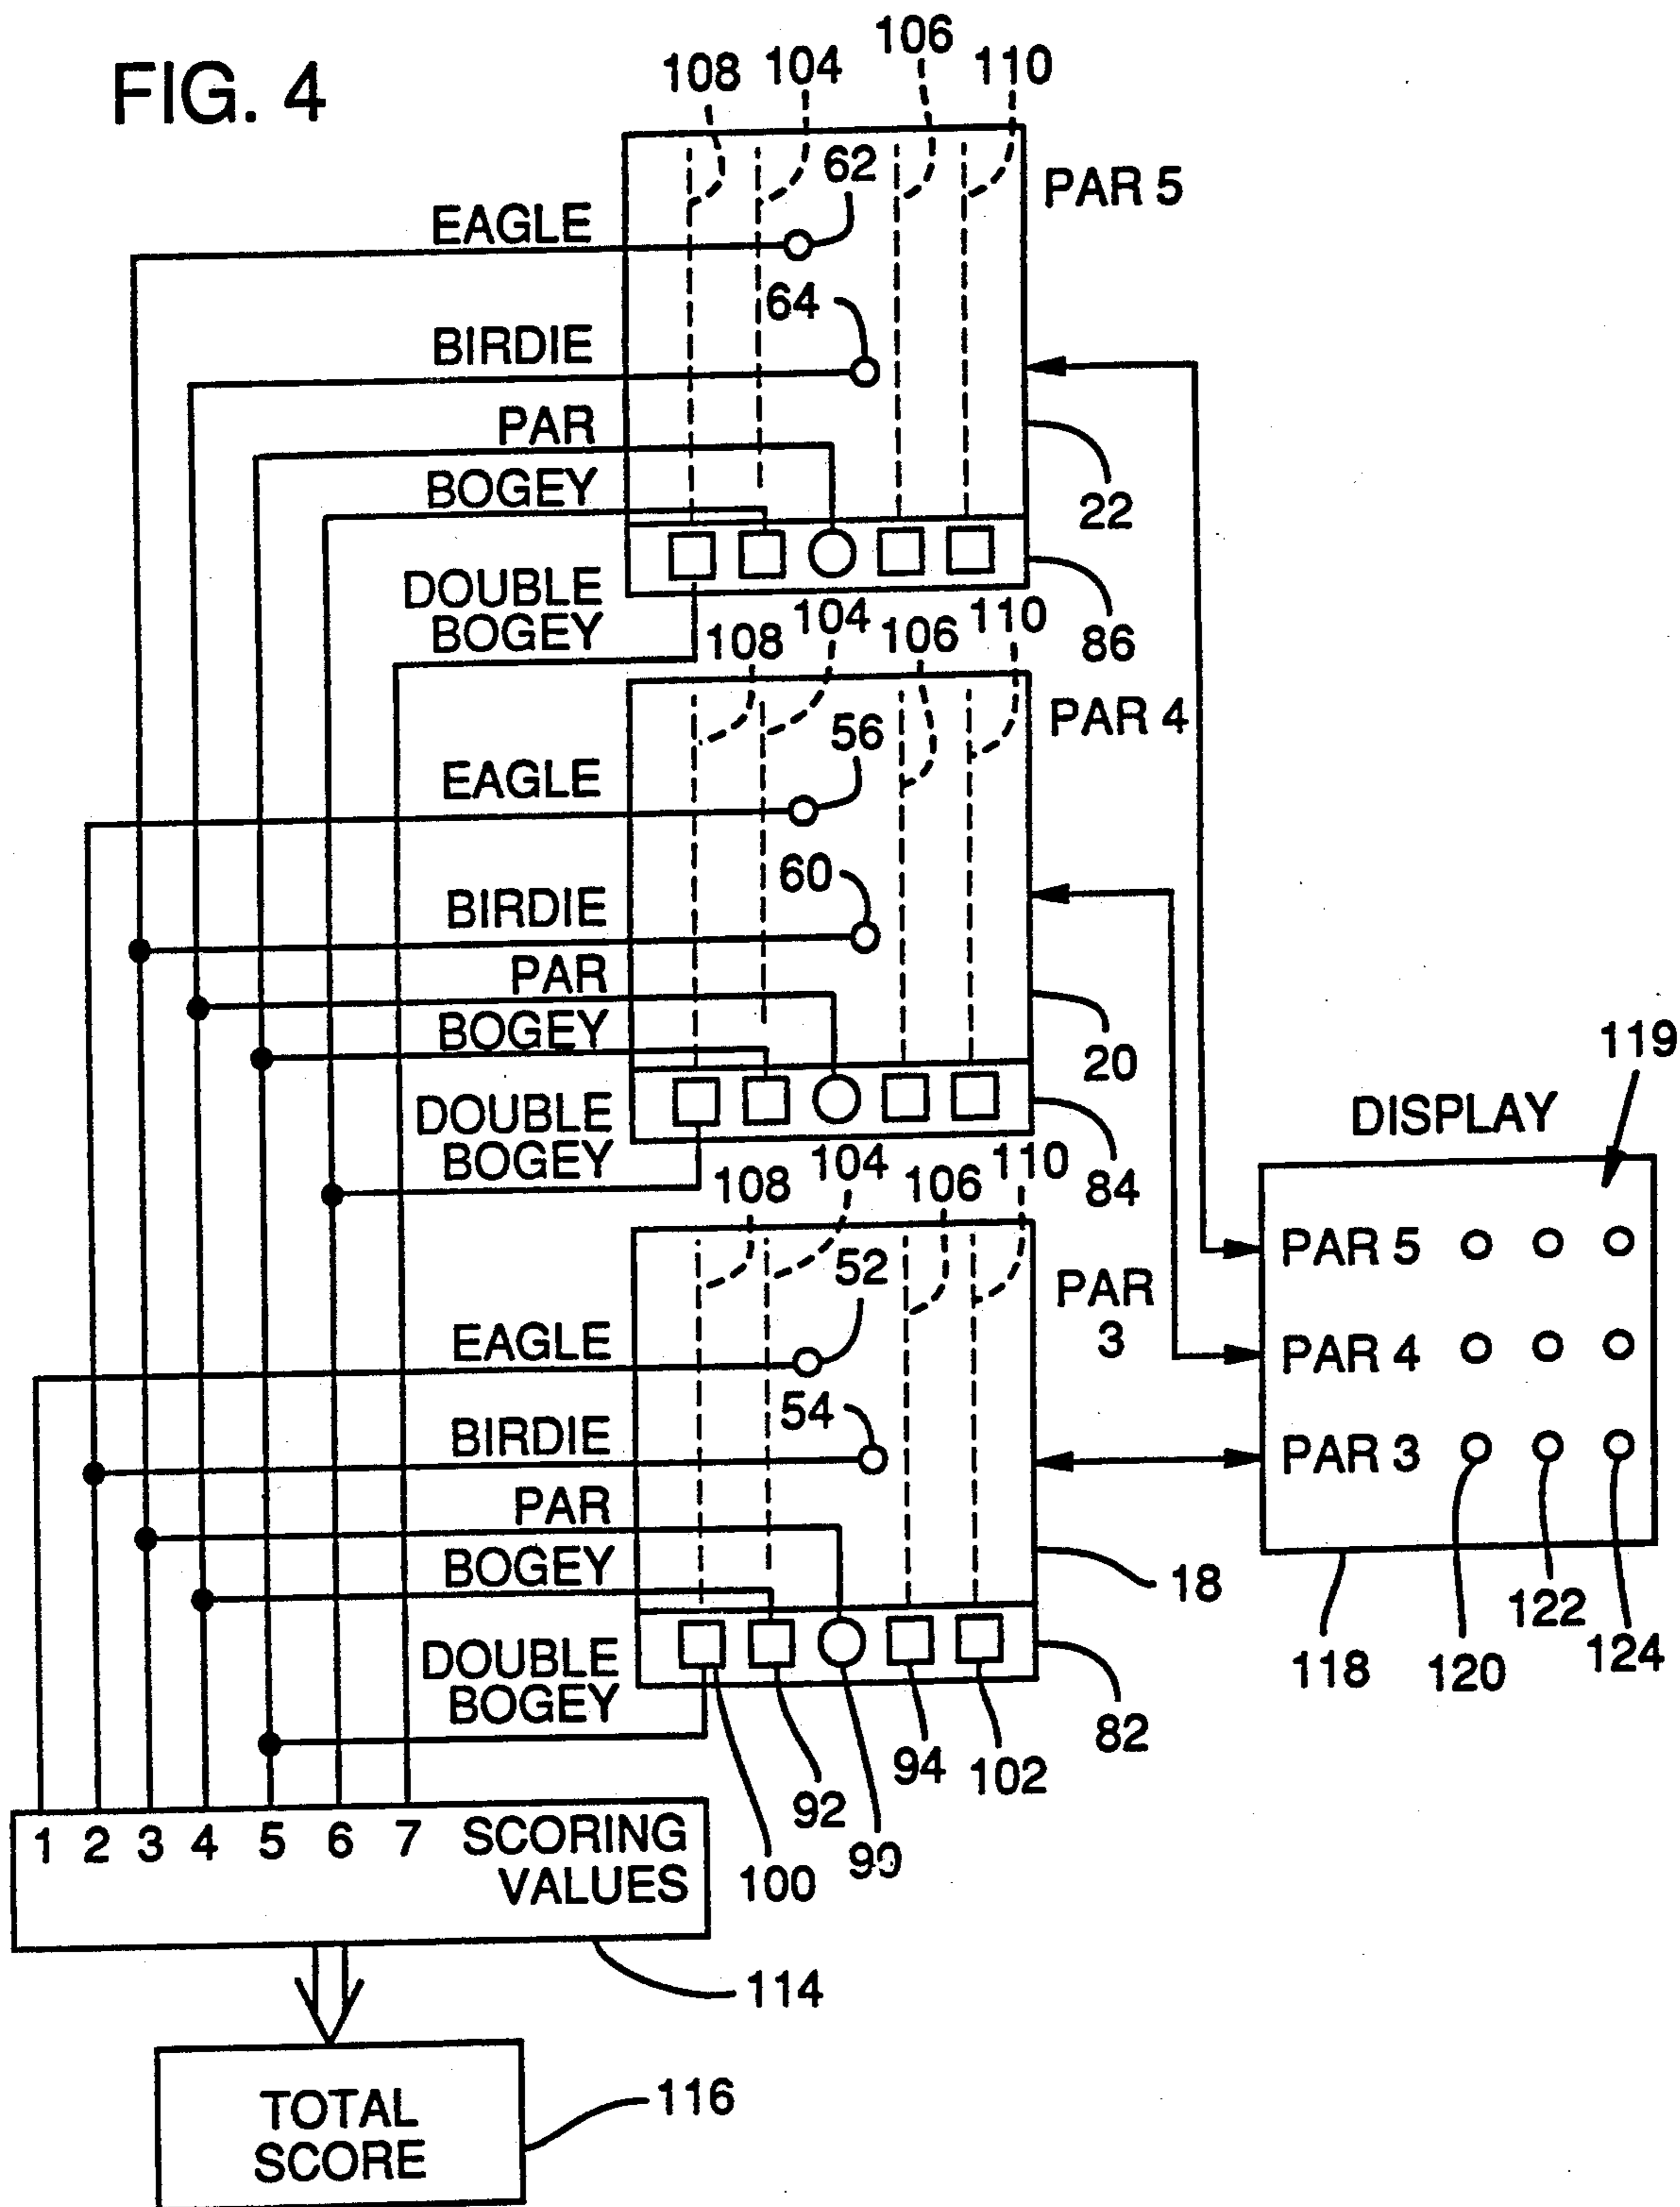 FIG. 4
108 104 106 110
62
PAR 5
EAGLE
64
BIRDIE
PAR
BOGEY
22
DOUBLE
BOGEY
86
108 104 106 110
PAR 4
56
EAGLE
60
BIRDIE
PAR
BOGEY
20
DOUBLE
BOGEY
84
108 104 106 110
52
PAR
3
EAGLE
54
BIRDIE
PAR
BOGEY
18
DOUBLE
BOGEY
82
100 92 90 94 102
119
DISPLAY
PAR 5
PAR 4
PAR 3
118 120 122 124
1 2 3 4 5 6 7 SCORING
VALUES
114
TOTAL
SCORE
116